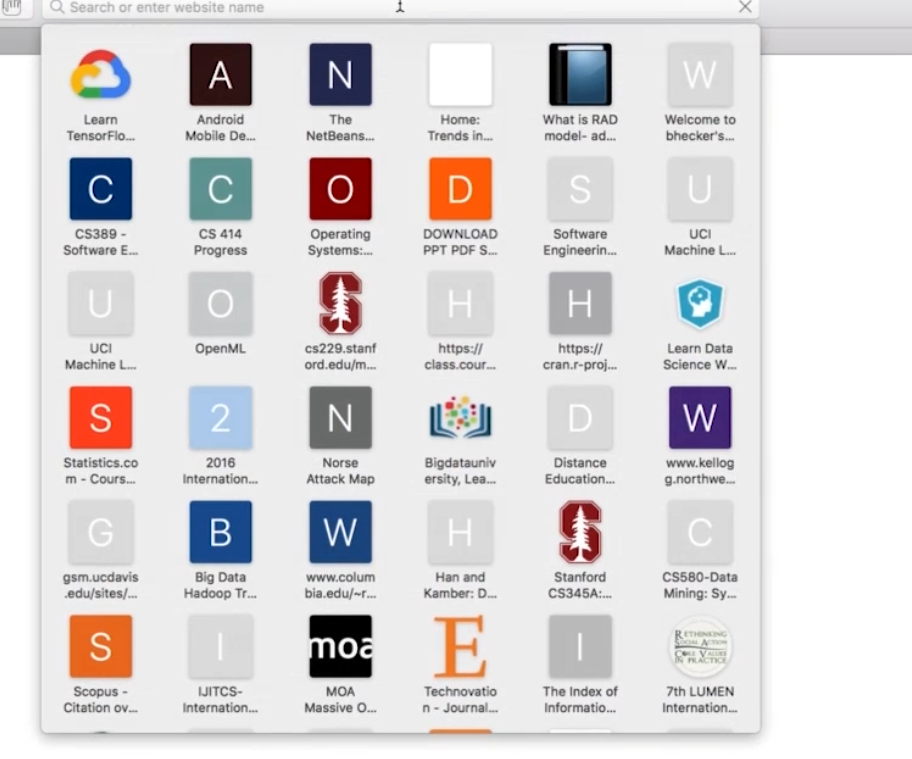 Search or enter website name
A N W
Learn TensorFlo...
Android Mobile De...
The NetBeans...
Home: Trends in...
What is RAD model- ad...
Welcome to bhecker's...
C C O D S U
CS389 - Software E...
CS 414 Progress
Operating Systems:...
DOWNLOAD PPT PDF S...
Software Engineerin...
UCI Machine L...
U O S H H
UCI Machine L...
OpenML
cs229.stanford.edu/m...
https://class.cour...
https://cran.r-proj...
Learn Data Science W...
S 2 N D W
Statistics.com - Cours...
2016 Internation...
Norse Attack Map
Bigdatauniversity, Lea...
Distance Education...
www.kellogg.northwe...
G B W H S C
gsm.ucdavis.edu/sites/...
Big Data Hadoop Tr...
www.columbia.edu/~r...
Han and Kamber: D...
Stanford CS345A:...
CS580-Data Mining: Sy...
S I moa E I
RETHINKING SOCIAL ACTION CORE VALUES IN PRACTICE
Scopus - Citation ov...
IJITCS- Internation...
MOA Massive O...
Technovation - Journal...
The Index of Informatio...
7th LUMEN Internation...